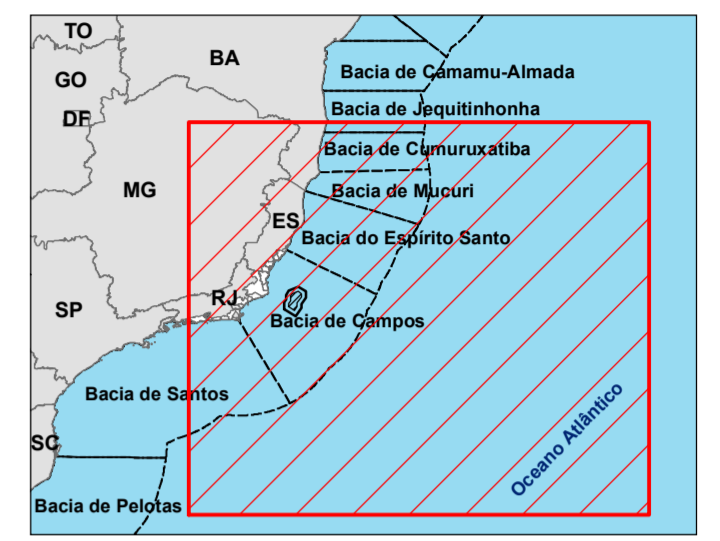 TO
BA
GO
Bacia de Camamu-Almada
DF
Bacia de Jequitinhonha
Bacia de Cumuruxatiba
MG
Bacia de Mucuri
ES
Bacia do Espírito Santo
RJ
SP
Bacia de Campos
Bacia de Santos
Oceano Atlântico
SC
Bacia de Pelotas